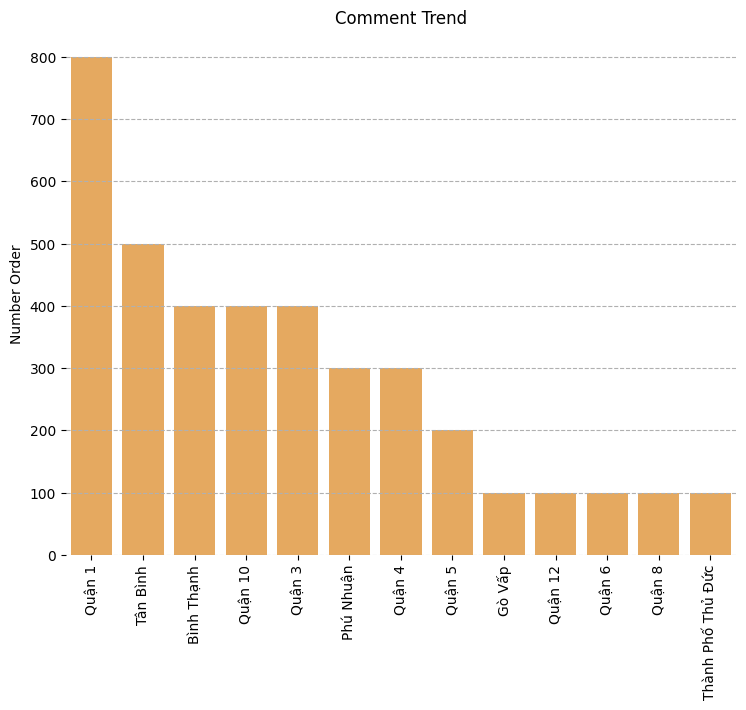 Comment Trend
Number Order
800
700
600
500
400
300
200
100
0
Quận 1
Tân Bình
Bình Thạnh
Quận 10
Quận 3
Phú Nhuận
Quận 4
Quận 5
Gò Vấp
Quận 12
Quận 6
Quận 8
Thành Phố Thủ Đức